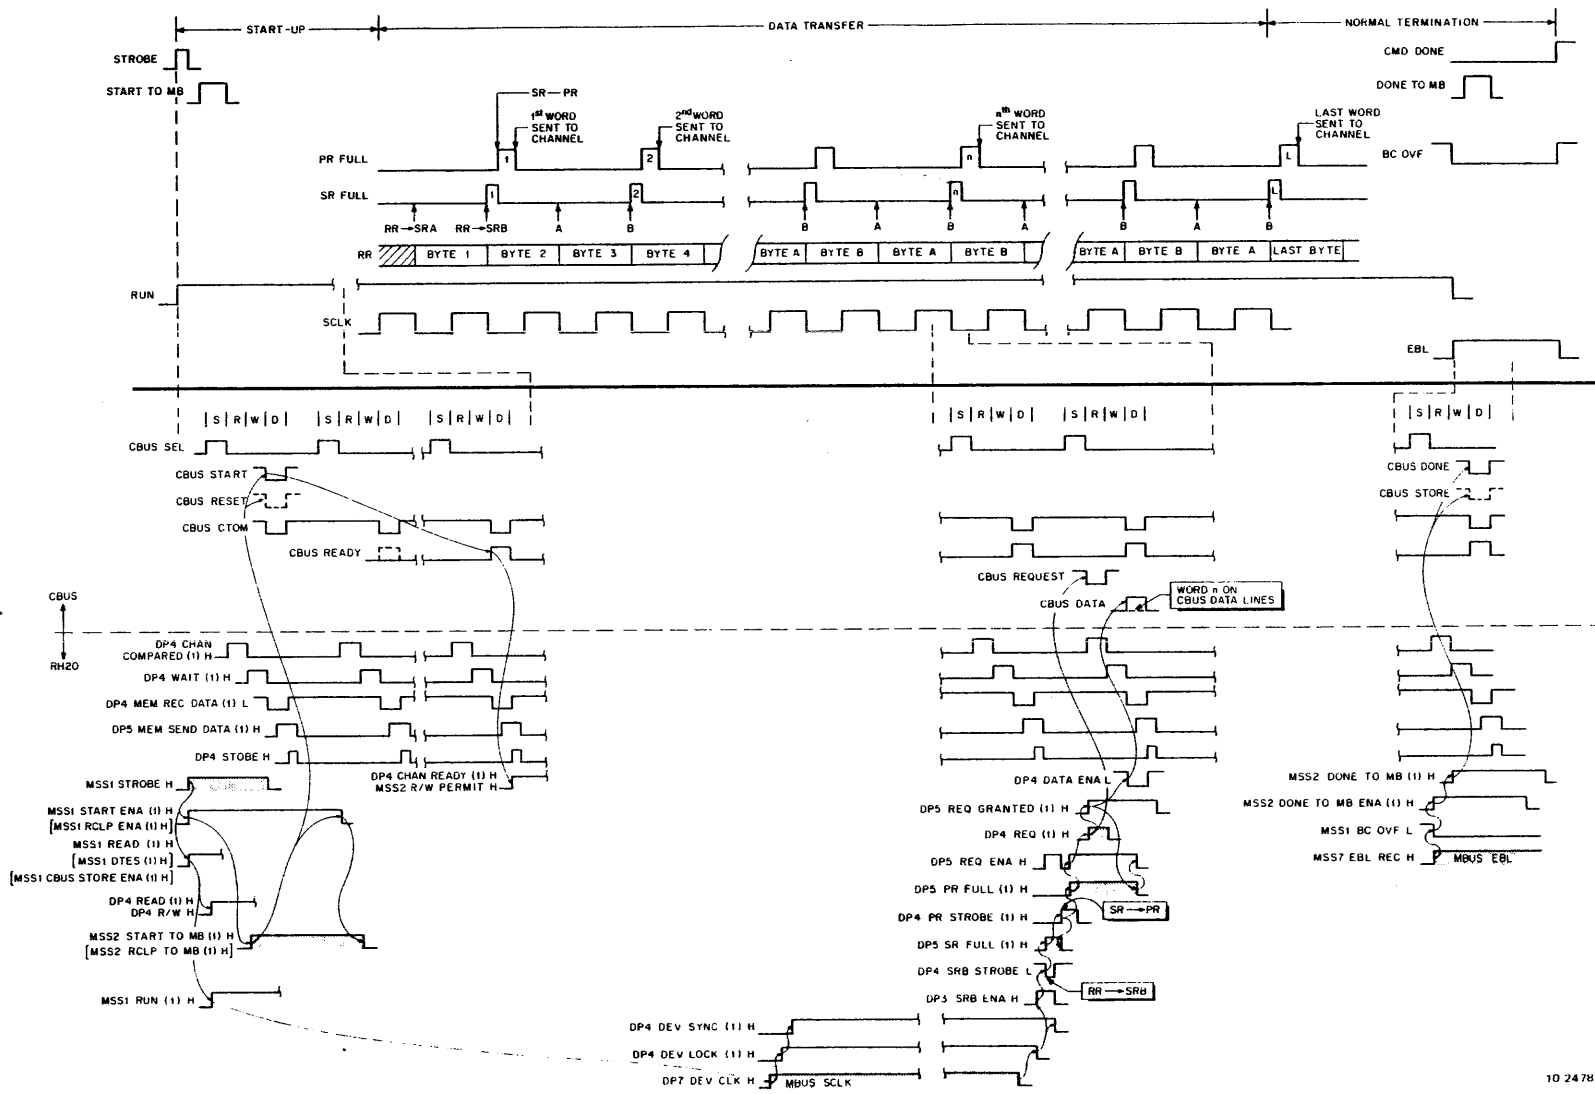 START-UP
DATA TRANSFER
NORMAL TERMINATION
STROBE
CMD DONE
START TO MB
DONE TO MB
SR—PR
1st WORD
SENT TO
CHANNEL
2nd WORD
SENT TO
CHANNEL
nth WORD
SENT TO
CHANNEL
LAST WORD
SENT TO
CHANNEL
PR FULL
1
2
n
L
BC OVF
SR FULL
1
2
n
L
RR→SRA
RR→SRB
A
B
B
A
B
A
B
A
B
RR
BYTE 1
BYTE 2
BYTE 3
BYTE 4
BYTE A
BYTE B
BYTE A
BYTE B
BYTE A
BYTE B
BYTE A
LAST BYTE
RUN
SCLK
EBL
|S|R|W|D|
|S|R|W|D|
|S|R|W|D|
|S|R|W|D|
|S|R|W|D|
|S|R|W|D|
CBUS SEL
CBUS START
CBUS DONE
CBUS RESET
CBUS STORE
CBUS CTOM
CBUS READY
CBUS REQUEST
CBUS DATA
WORD n ON
CBUS DATA LINES
CBUS
RH20
DP4 CHAN
COMPARED (1) H
DP4 WAIT (1) H
DP4 MEM REC DATA (1) L
DP5 MEM SEND DATA (1) H
DP4 STOBE H
DP4 CHAN READY (1) H
MSS2 R/W PERMIT H
DP4 DATA ENA L
MSS2 DONE TO MB (1) H
MSS1 STROBE H
MSS1 START ENA (1) H
[MSS1 RCLP ENA (1) H]
DP5 REQ GRANTED (1) H
MSS2 DONE TO MB ENA (1) H
DP4 REQ (1) H
MSS1 BC OVF L
MSS1 READ (1) H
[MSS1 DTES (1) H]
[MSS1 CBUS STORE ENA (1) H]
DP5 REQ ENA H
MSS7 EBL REC H
MBUS EBL
DP5 PR FULL (1) H
DP4 READ (1) H
DP4 R/W H
DP4 PR STROBE (1) H
SR→PR
MSS2 START TO MB (1) H
[MSS2 RCLP TO MB (1) H]
DP5 SR FULL (1) H
DP4 SRB STROBE L
RR→SRB
MSS1 RUN (1) H
DP3 SRB ENA H
DP4 DEV SYNC (1) H
DP4 DEV LOCK (1) H
DP7 DEV CLK H
MBUS SCLK
10 2478